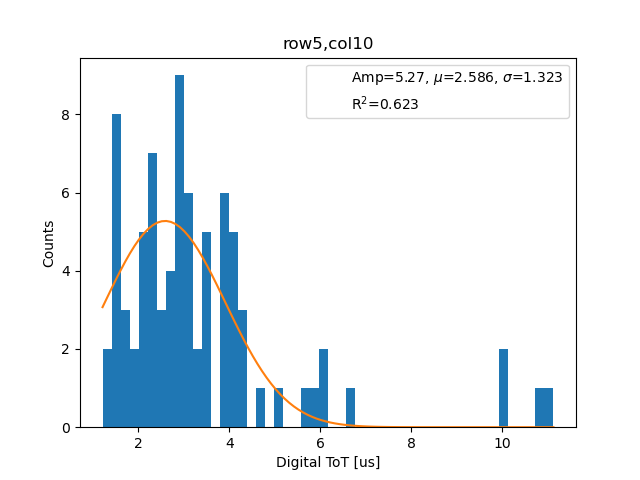 row5,col10
Amp=5.27, μ=2.586, σ=1.323
R²=0.623
Counts
8
6
4
2
0
2 4 6 8 10
Digital ToT [us]